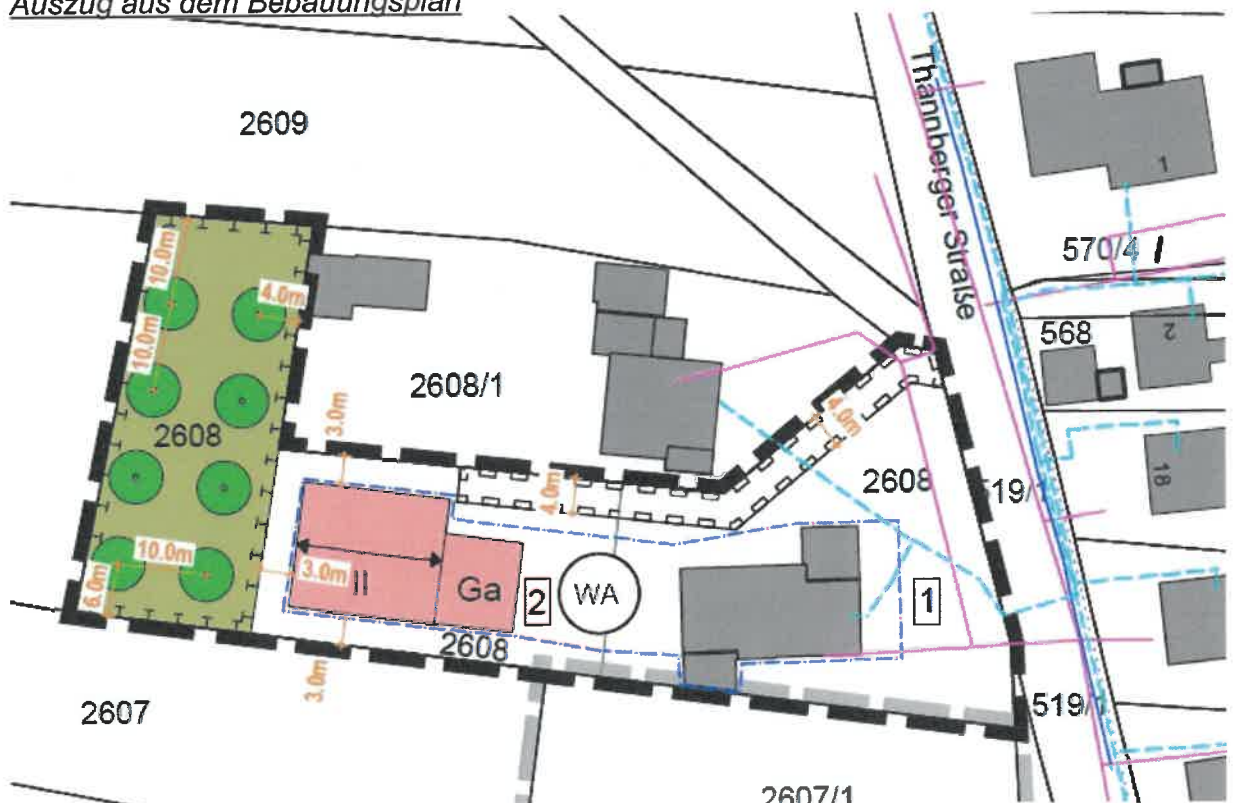 Auszug aus dem Bebauungsplan
2609
Thannberger Straße
1
570/4
10.0m
4.0m
568
2
10.0m
2608/1
3.0m
4.0m
2608
2608
519/
18
4.0m
10.0m
3.0m
II
Ga
2
WA
1
6.0m
2608
3.0m
2607
519/
2607/1